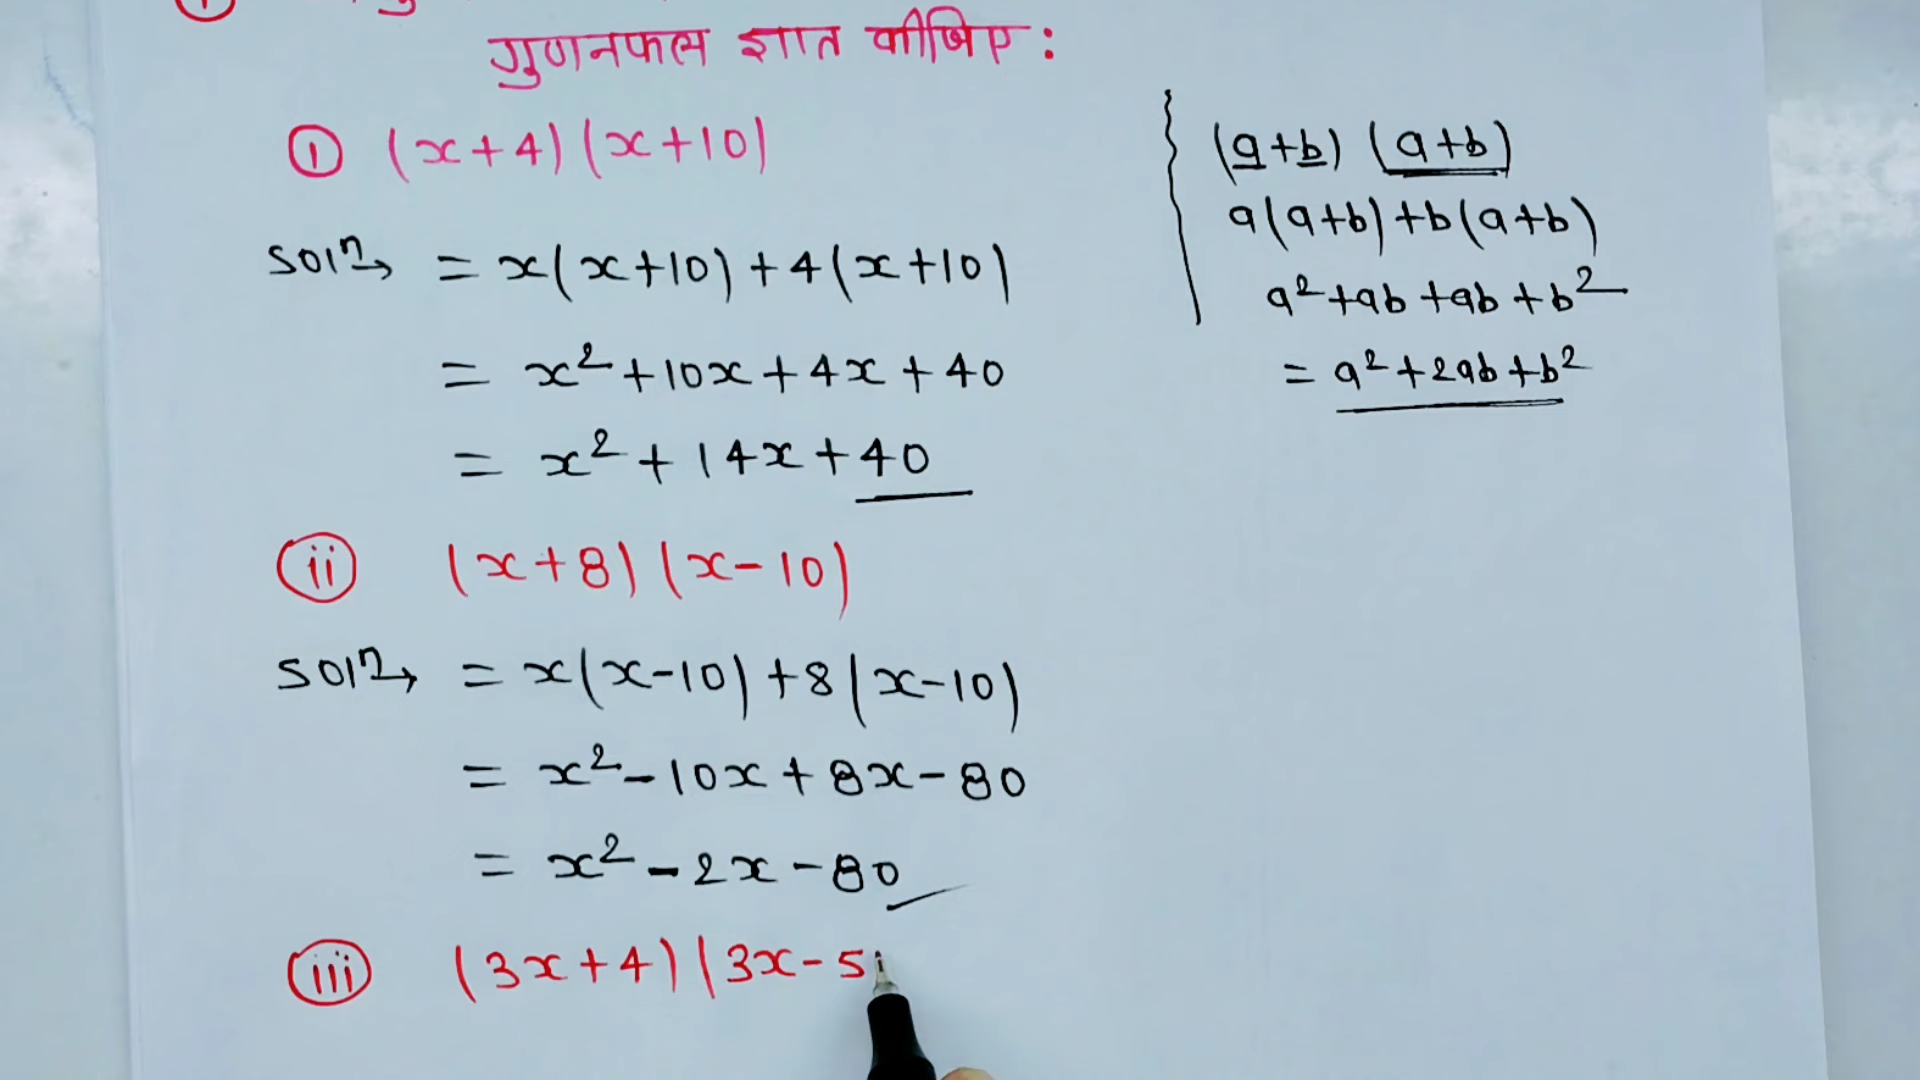 गुणनफल ज्ञात कीजिए :
① (x+4)(x+10)
Soln→ = x(x+10)+4(x+10)
= x²+10x+4x+40
= x²+14x+40
(ii) (x+8)(x-10)
Soln→ = x(x-10)+8(x-10)
= x²-10x+8x-80
= x²-2x-80
(iii) (3x+4)(3x-5
(a+b)(a+b)
a(a+b)+b(a+b)
a²+ab+ab+b²
= a²+2ab+b²